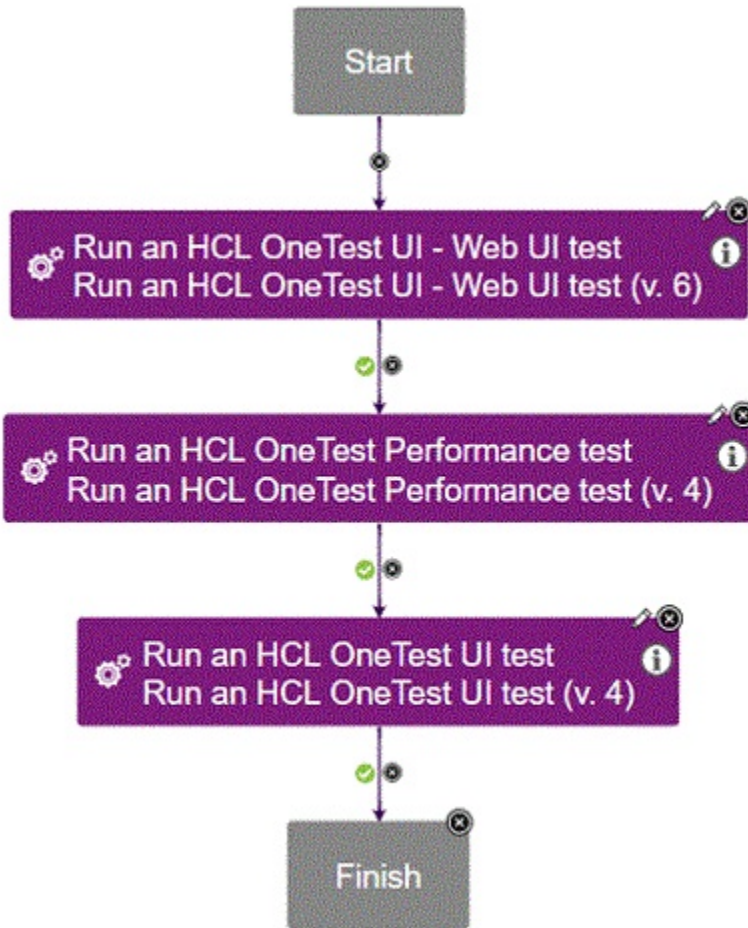 Start
Run an HCL OneTest UI - Web UI test
Run an HCL OneTest UI - Web UI test (v. 6)
Run an HCL OneTest Performance test
Run an HCL OneTest Performance test (v. 4)
Run an HCL OneTest UI test
Run an HCL OneTest UI test (v. 4)
Finish